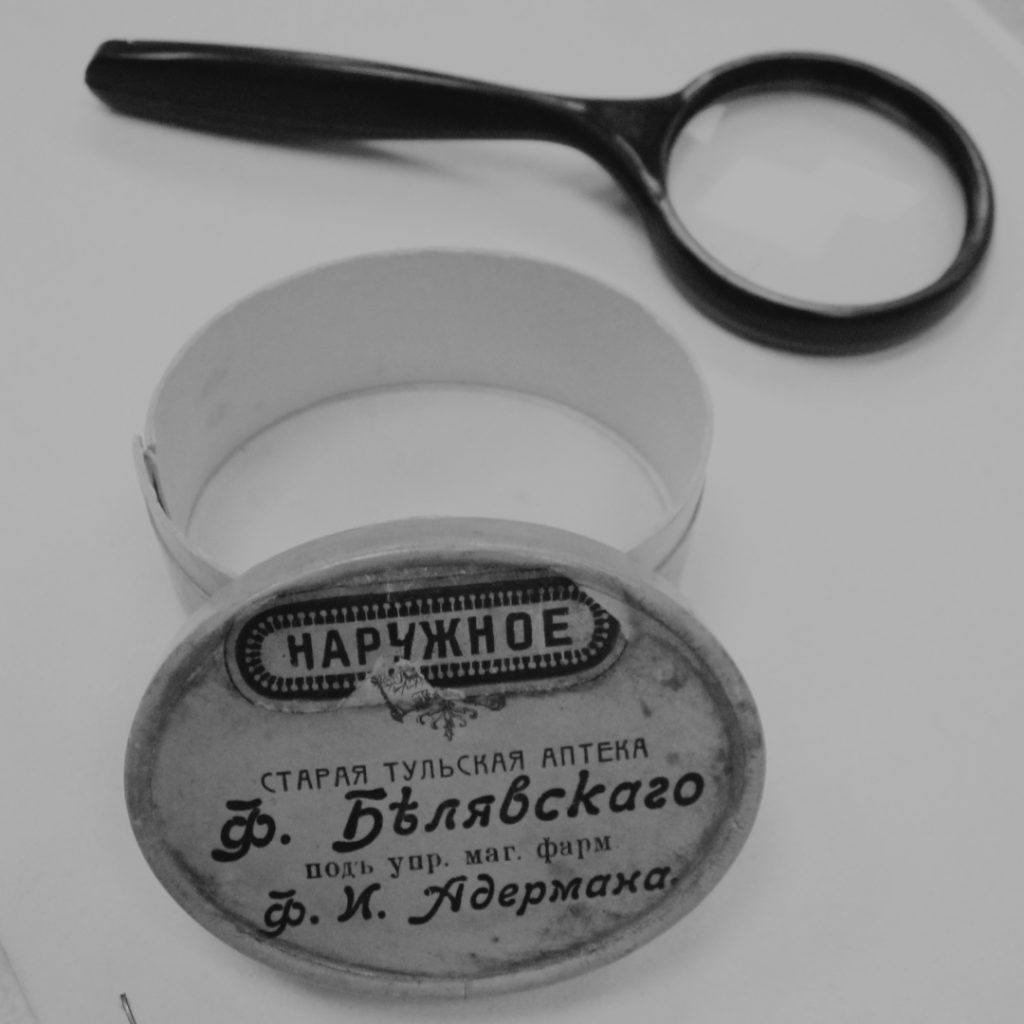 НАРУЖНОЕ
СТАРАЯ ТУЛЬСКАЯ АПТЕКА
Ф. Бѣлявскаго
подъ упр. маг. фарм
Ф. И. Адермана.